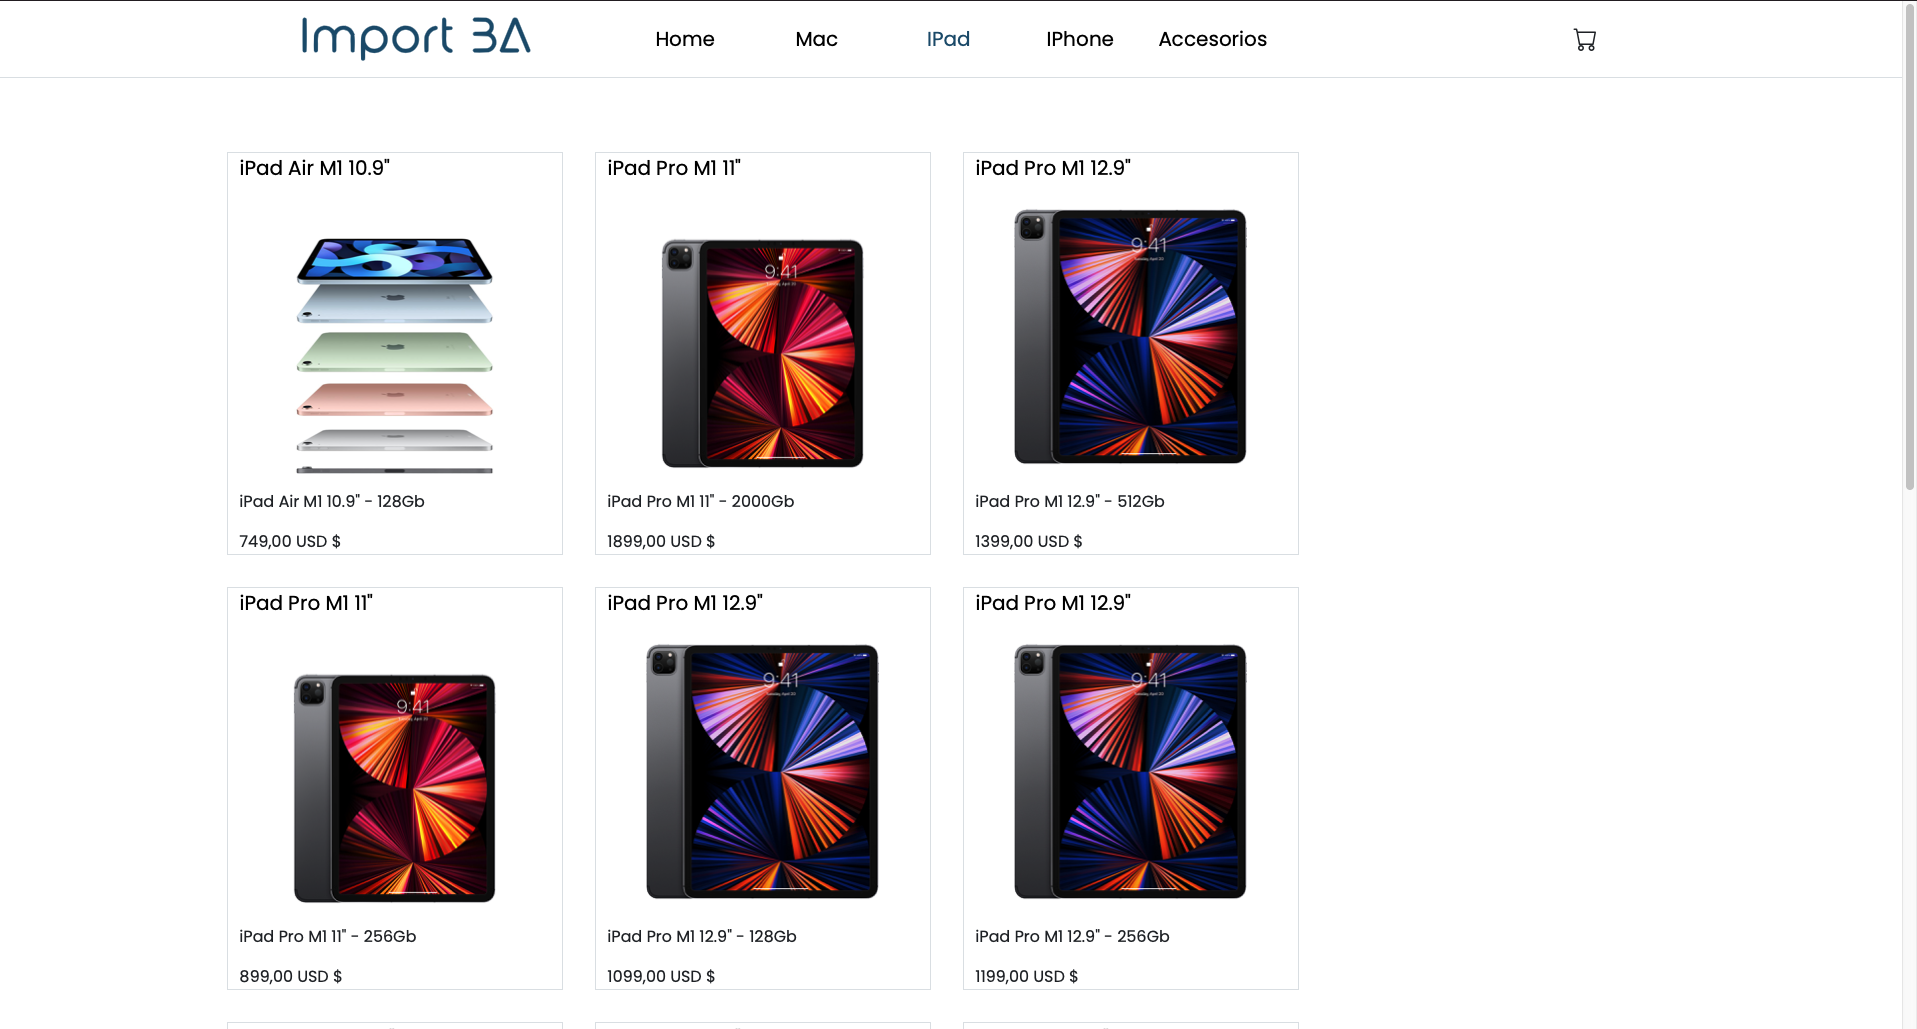 Import BA
Home Mac IPad IPhone Accesorios
iPad Air M1 10.9"
iPad Air M1 10.9" - 128Gb
749,00 USD $
iPad Pro M1 11"
9:41
iPad Pro M1 11" - 2000Gb
1899,00 USD $
iPad Pro M1 12.9"
9:41
iPad Pro M1 12.9" - 512Gb
1399,00 USD $
iPad Pro M1 11"
9:41
iPad Pro M1 11" - 256Gb
899,00 USD $
iPad Pro M1 12.9"
9:41
iPad Pro M1 12.9" - 128Gb
1099,00 USD $
iPad Pro M1 12.9"
9:41
iPad Pro M1 12.9" - 256Gb
1199,00 USD $